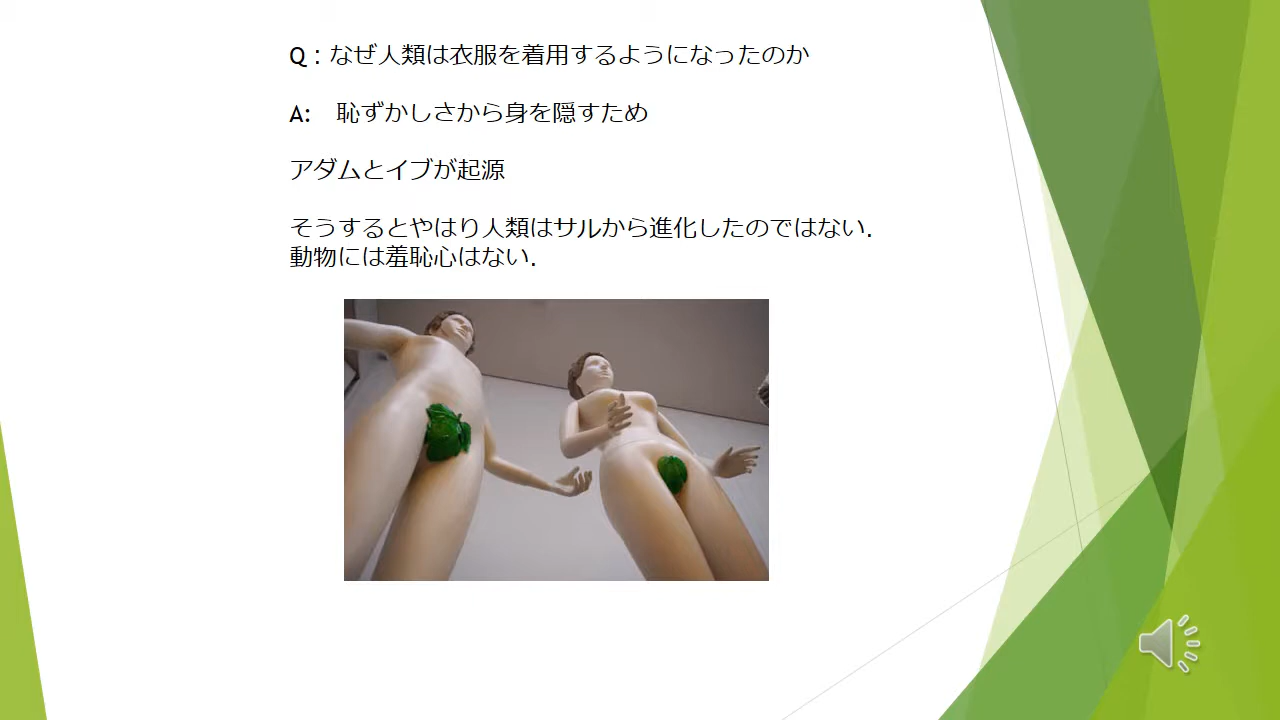 Q : なぜ人類は衣服を着用するようになったのか
A:　恥ずかしさから身を隠すため
アダムとイブが起源
そうするとやはり人類はサルから進化したのではない.
動物には羞恥心はない.